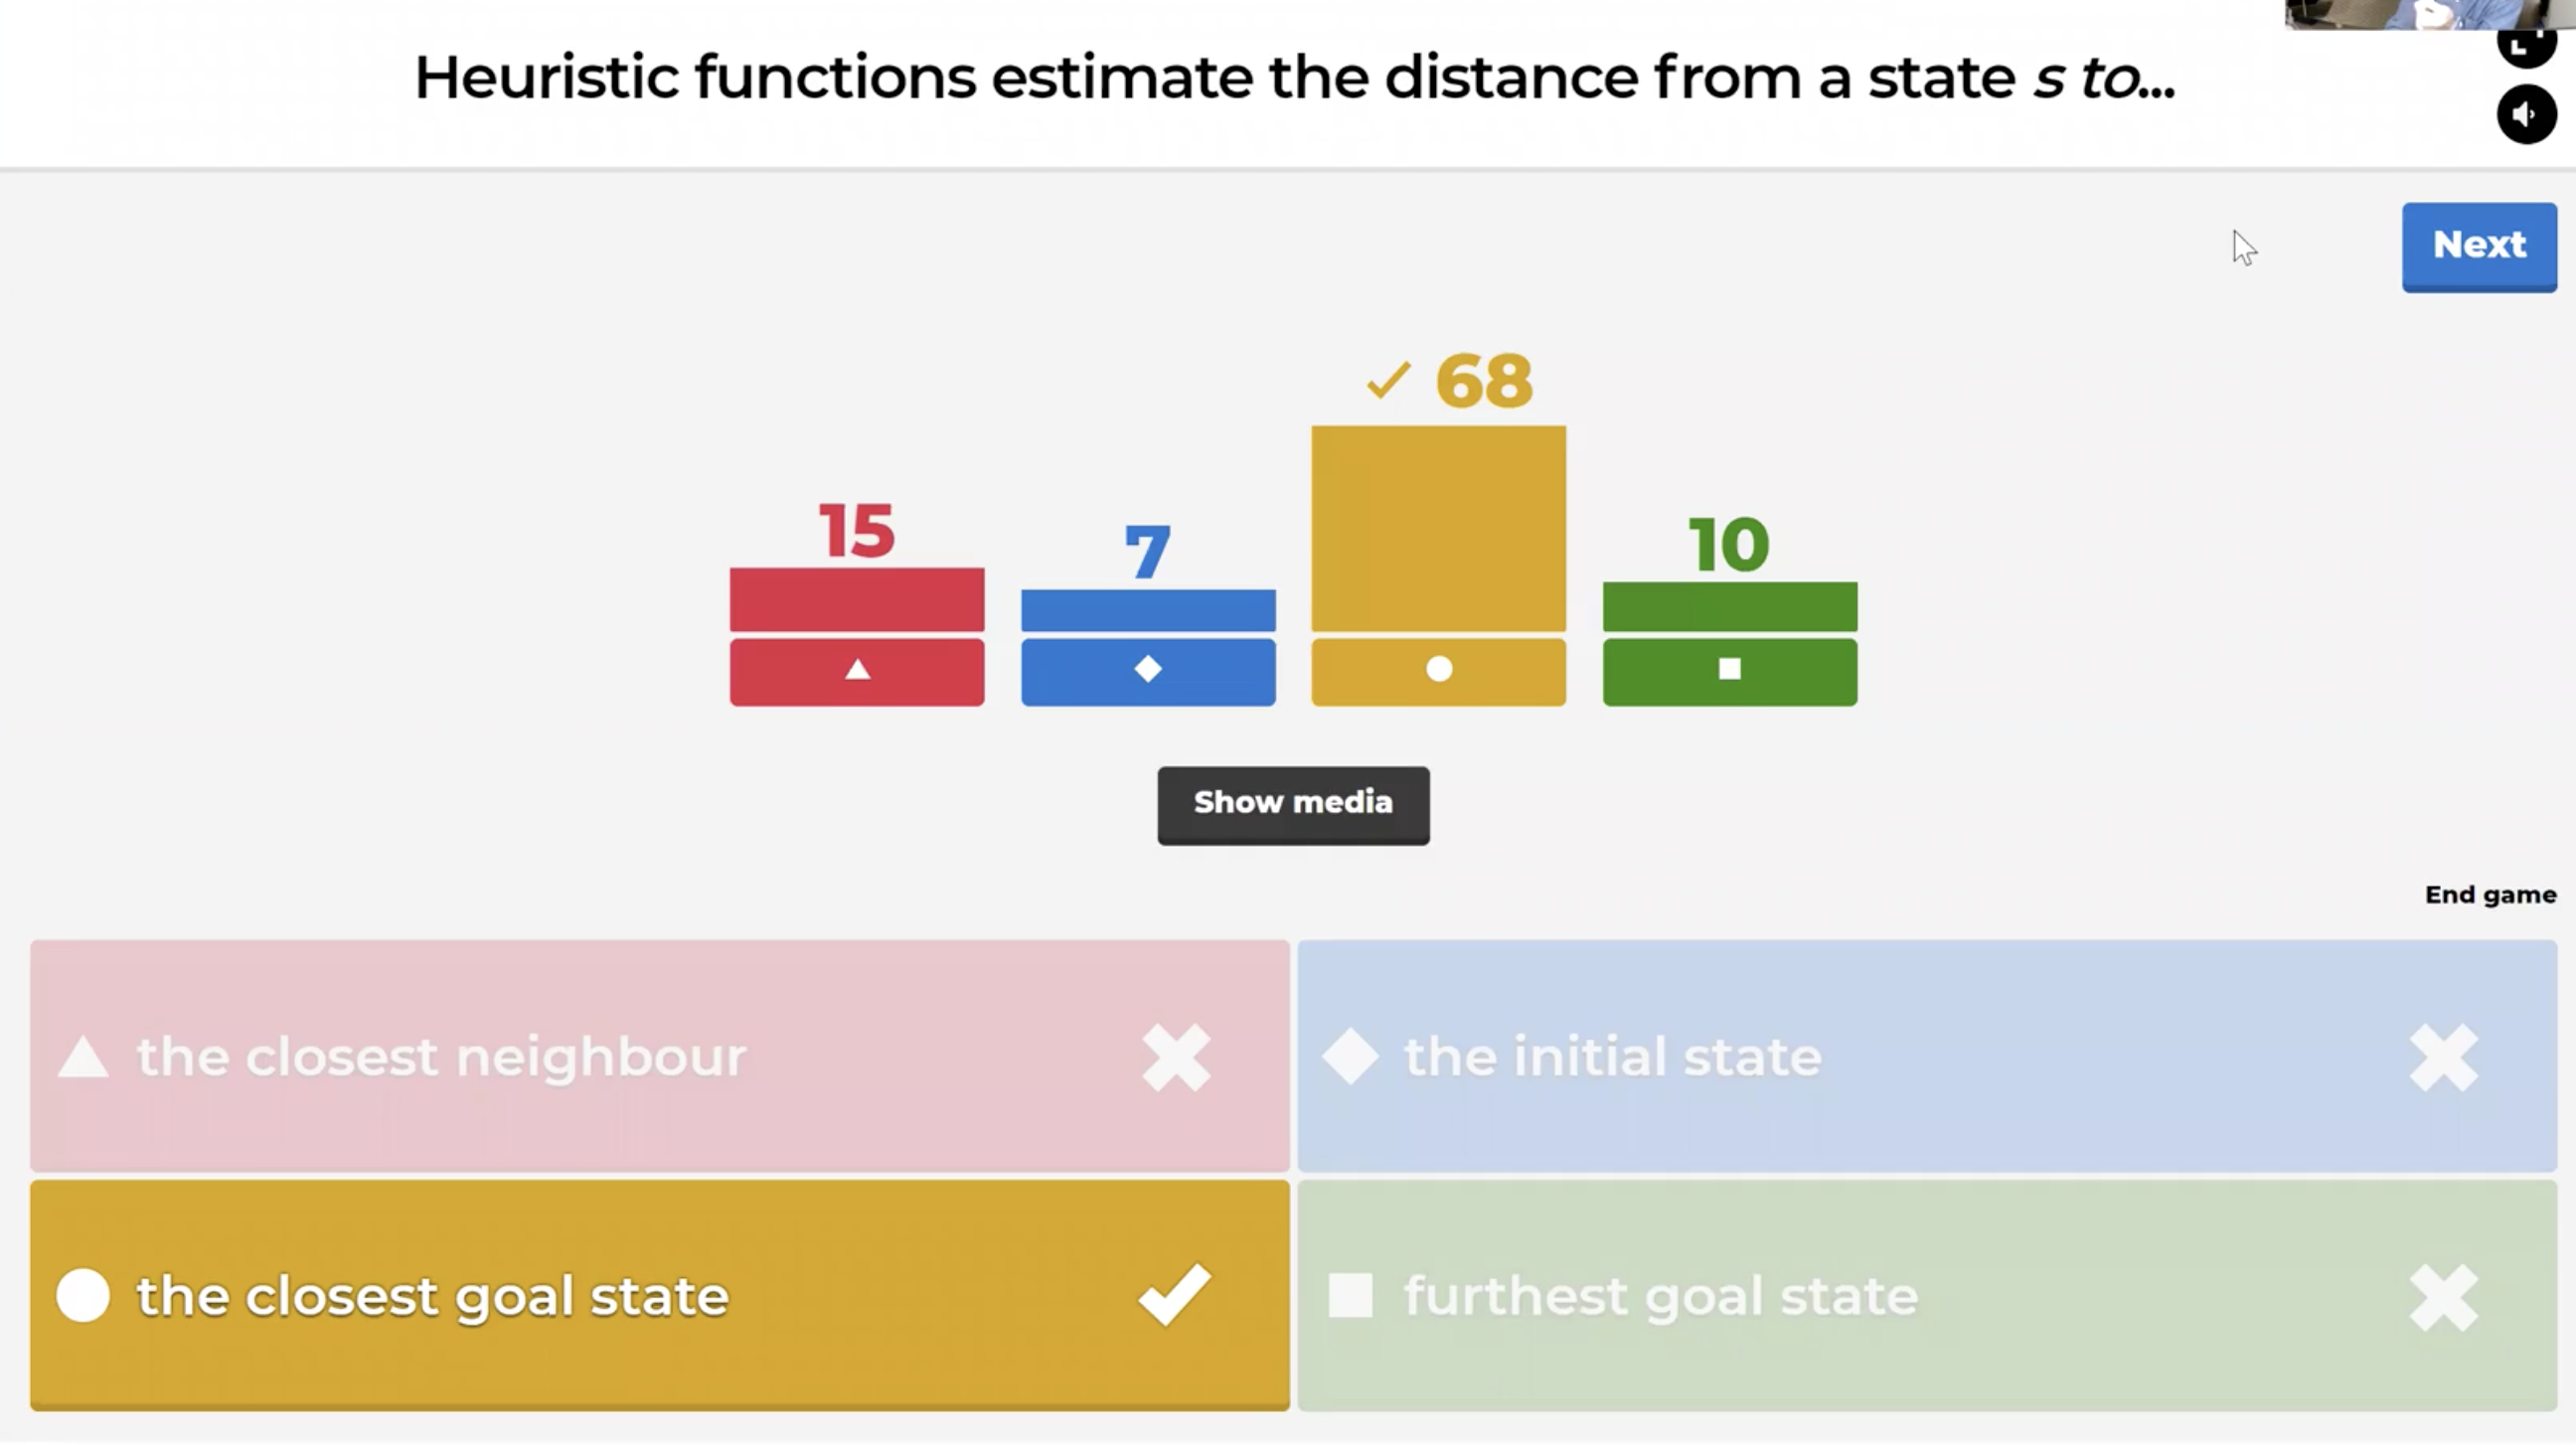 Heuristic functions estimate the distance from a state s to...
Next
68
15
7
10
Show media
End game
the closest neighbour
the initial state
the closest goal state
furthest goal state